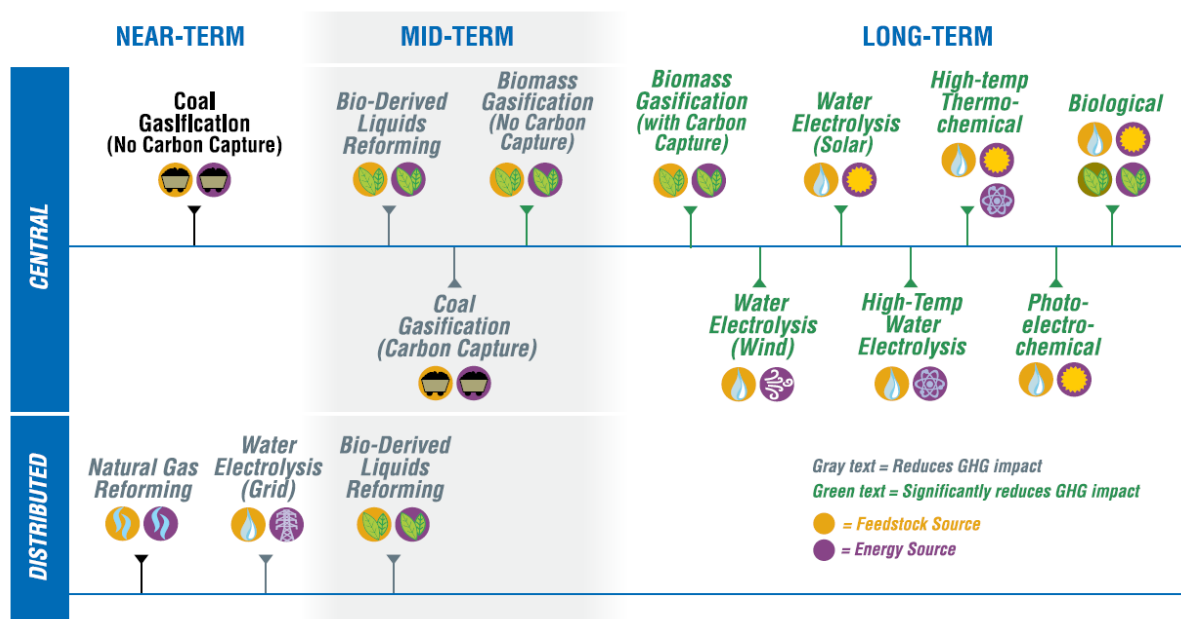 NEAR-TERM
MID-TERM
LONG-TERM
CENTRAL
Coal
Gasification
(No Carbon Capture)
Bio-Derived
Liquids
Reforming
Biomass
Gasification
(No Carbon
Capture)
Biomass
Gasification
(with Carbon
Capture)
Water
Electrolysis
(Solar)
High-temp
Thermo-
chemical
Biological
Coal
Gasification
(Carbon Capture)
Water
Electrolysis
(Wind)
High-Temp
Water
Electrolysis
Photo-
electro-
chemical
DISTRIBUTED
Natural Gas
Reforming
Water
Electrolysis
(Grid)
Bio-Derived
Liquids
Reforming
Gray text = Reduces GHG impact
Green text = Significantly reduces GHG impact
= Feedstock Source
= Energy Source